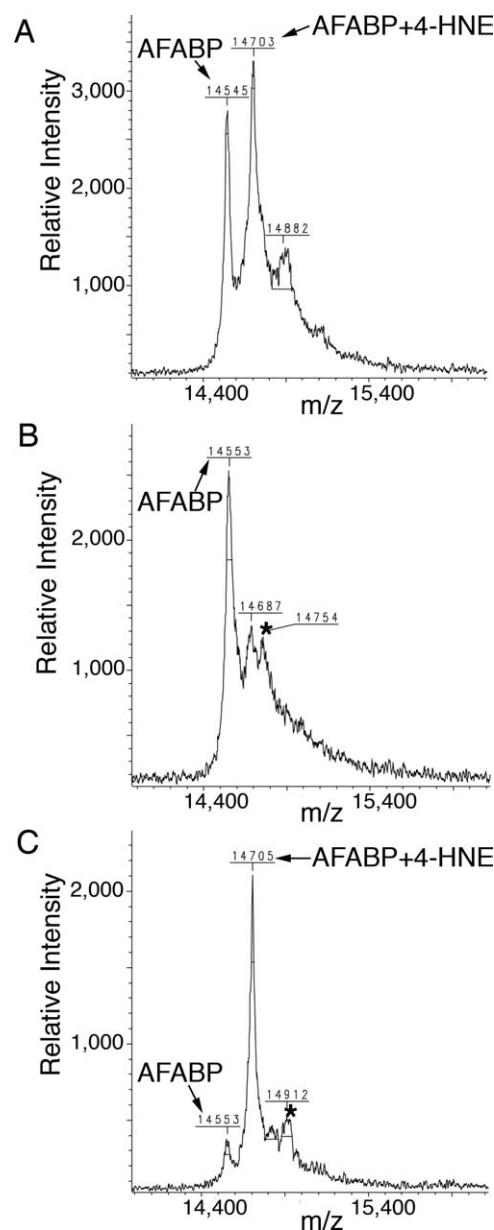 A
AFABP+4-HNE
14703
AFABP
14545
3,000
14882
2,000
1,000
Relative Intensity
14,400
15,400
m/z
B
14553
AFABP
2,000
14687
* 14754
1,000
Relative Intensity
14,400
15,400
m/z
C
14705
AFABP+4-HNE
2,000
1,000
Relative Intensity
AFABP
14553
14912
*
14,400
15,400
m/z